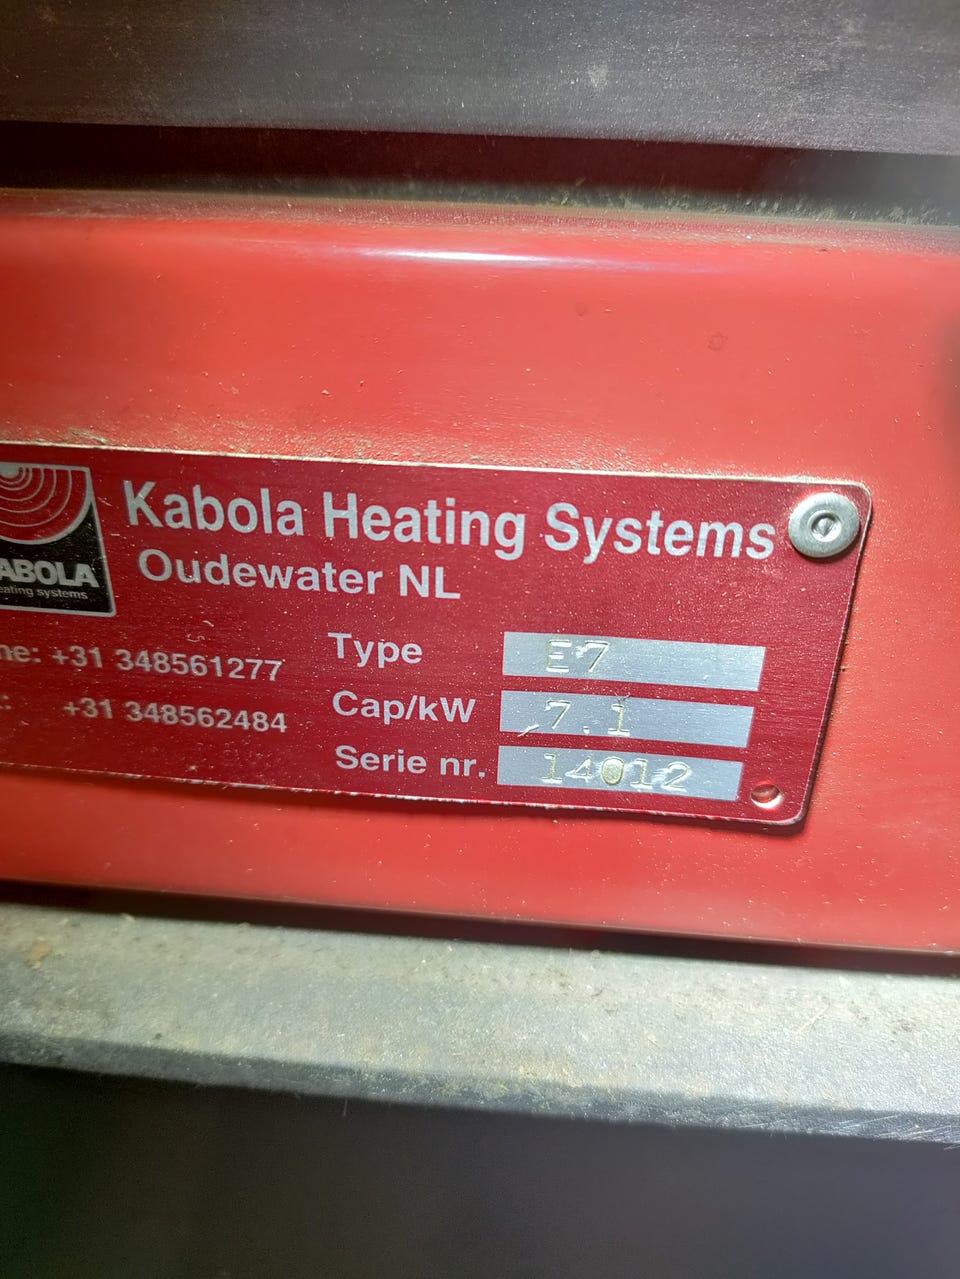 Kabola Heating Systems
Oudewater NL
ABOLA
eating systems
ne: +31 348561277
: +31 348562484
Type E7
Cap/kW 7.1
Serie nr. 14012